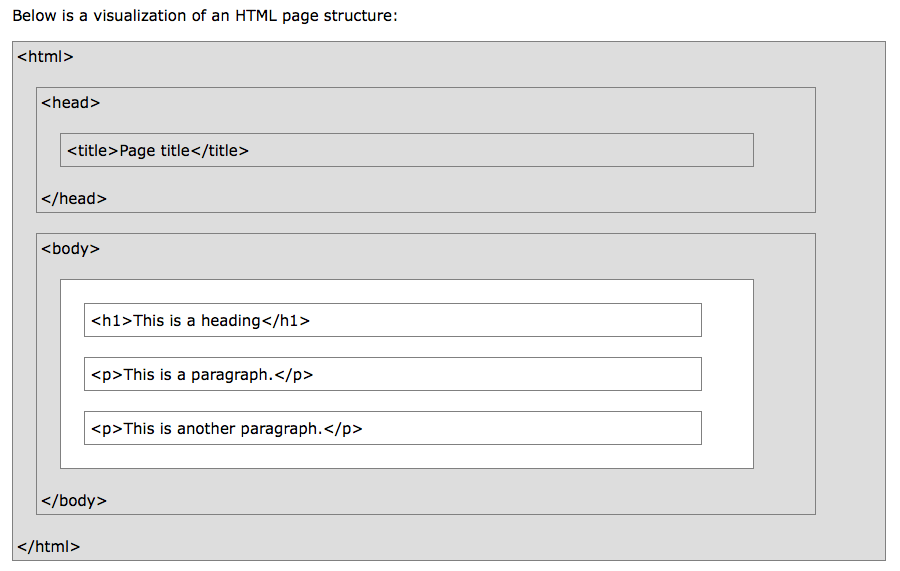 Below is a visualization of an HTML page structure:
<html>
<head>
<title>Page title</title>
</head>
<body>
<h1>This is a heading</h1>
<p>This is a paragraph.</p>
<p>This is another paragraph.</p>
</body>
</html>